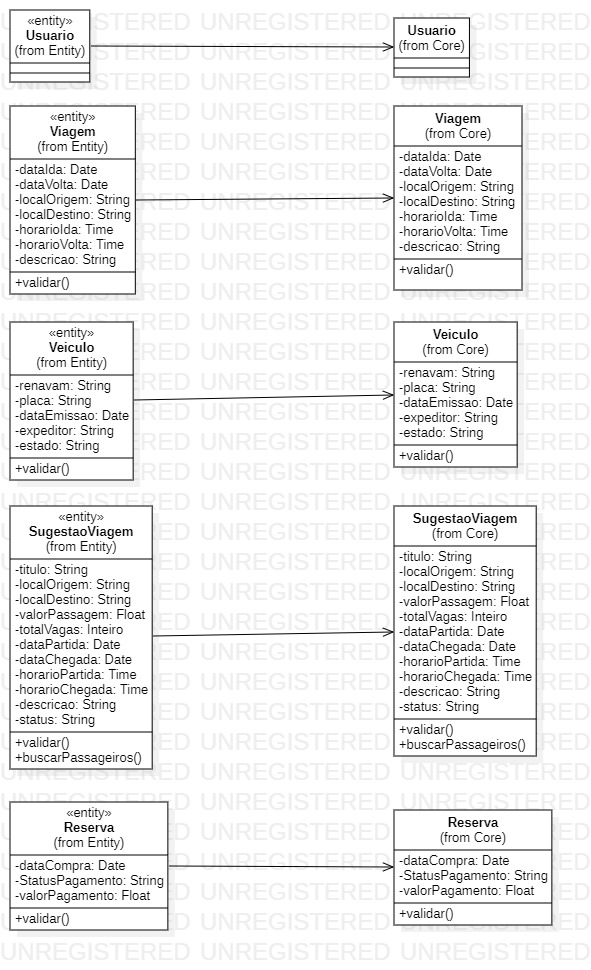 «entity»
Usuario
(from Entity)
Usuario
(from Core)
«entity»
Viagem
(from Entity)
-dataIda: Date
-dataVolta: Date
-localOrigem: String
-localDestino: String
-horarioIda: Time
-horarioVolta: Time
-descricao: String
+validar()
Viagem
(from Core)
-dataIda: Date
-dataVolta: Date
-localOrigem: String
-localDestino: String
-horarioIda: Time
-horarioVolta: Time
-descricao: String
+validar()
«entity»
Veiculo
(from Entity)
-renavam: String
-placa: String
-dataEmissao: Date
-expeditor: String
-estado: String
+validar()
Veiculo
(from Core)
-renavam: String
-placa: String
-dataEmissao: Date
-expeditor: String
-estado: String
+validar()
«entity»
SugestaoViagem
(from Entity)
-titulo: String
-localOrigem: String
-localDestino: String
-valorPassagem: Float
-totalVagas: Inteiro
-dataPartida: Date
-dataChegada: Date
-horarioPartida: Time
-horarioChegada: Time
-descricao: String
-status: String
+validar()
+buscarPassageiros()
SugestaoViagem
(from Core)
-titulo: String
-localOrigem: String
-localDestino: String
-valorPassagem: Float
-totalVagas: Inteiro
-dataPartida: Date
-dataChegada: Date
-horarioPartida: Time
-horarioChegada: Time
-descricao: String
-status: String
+validar()
+buscarPassageiros()
«entity»
Reserva
(from Entity)
-dataCompra: Date
-StatusPagamento: String
-valorPagamento: Float
+validar()
Reserva
(from Core)
-dataCompra: Date
-StatusPagamento: String
-valorPagamento: Float
+validar()
UNREGISTERED